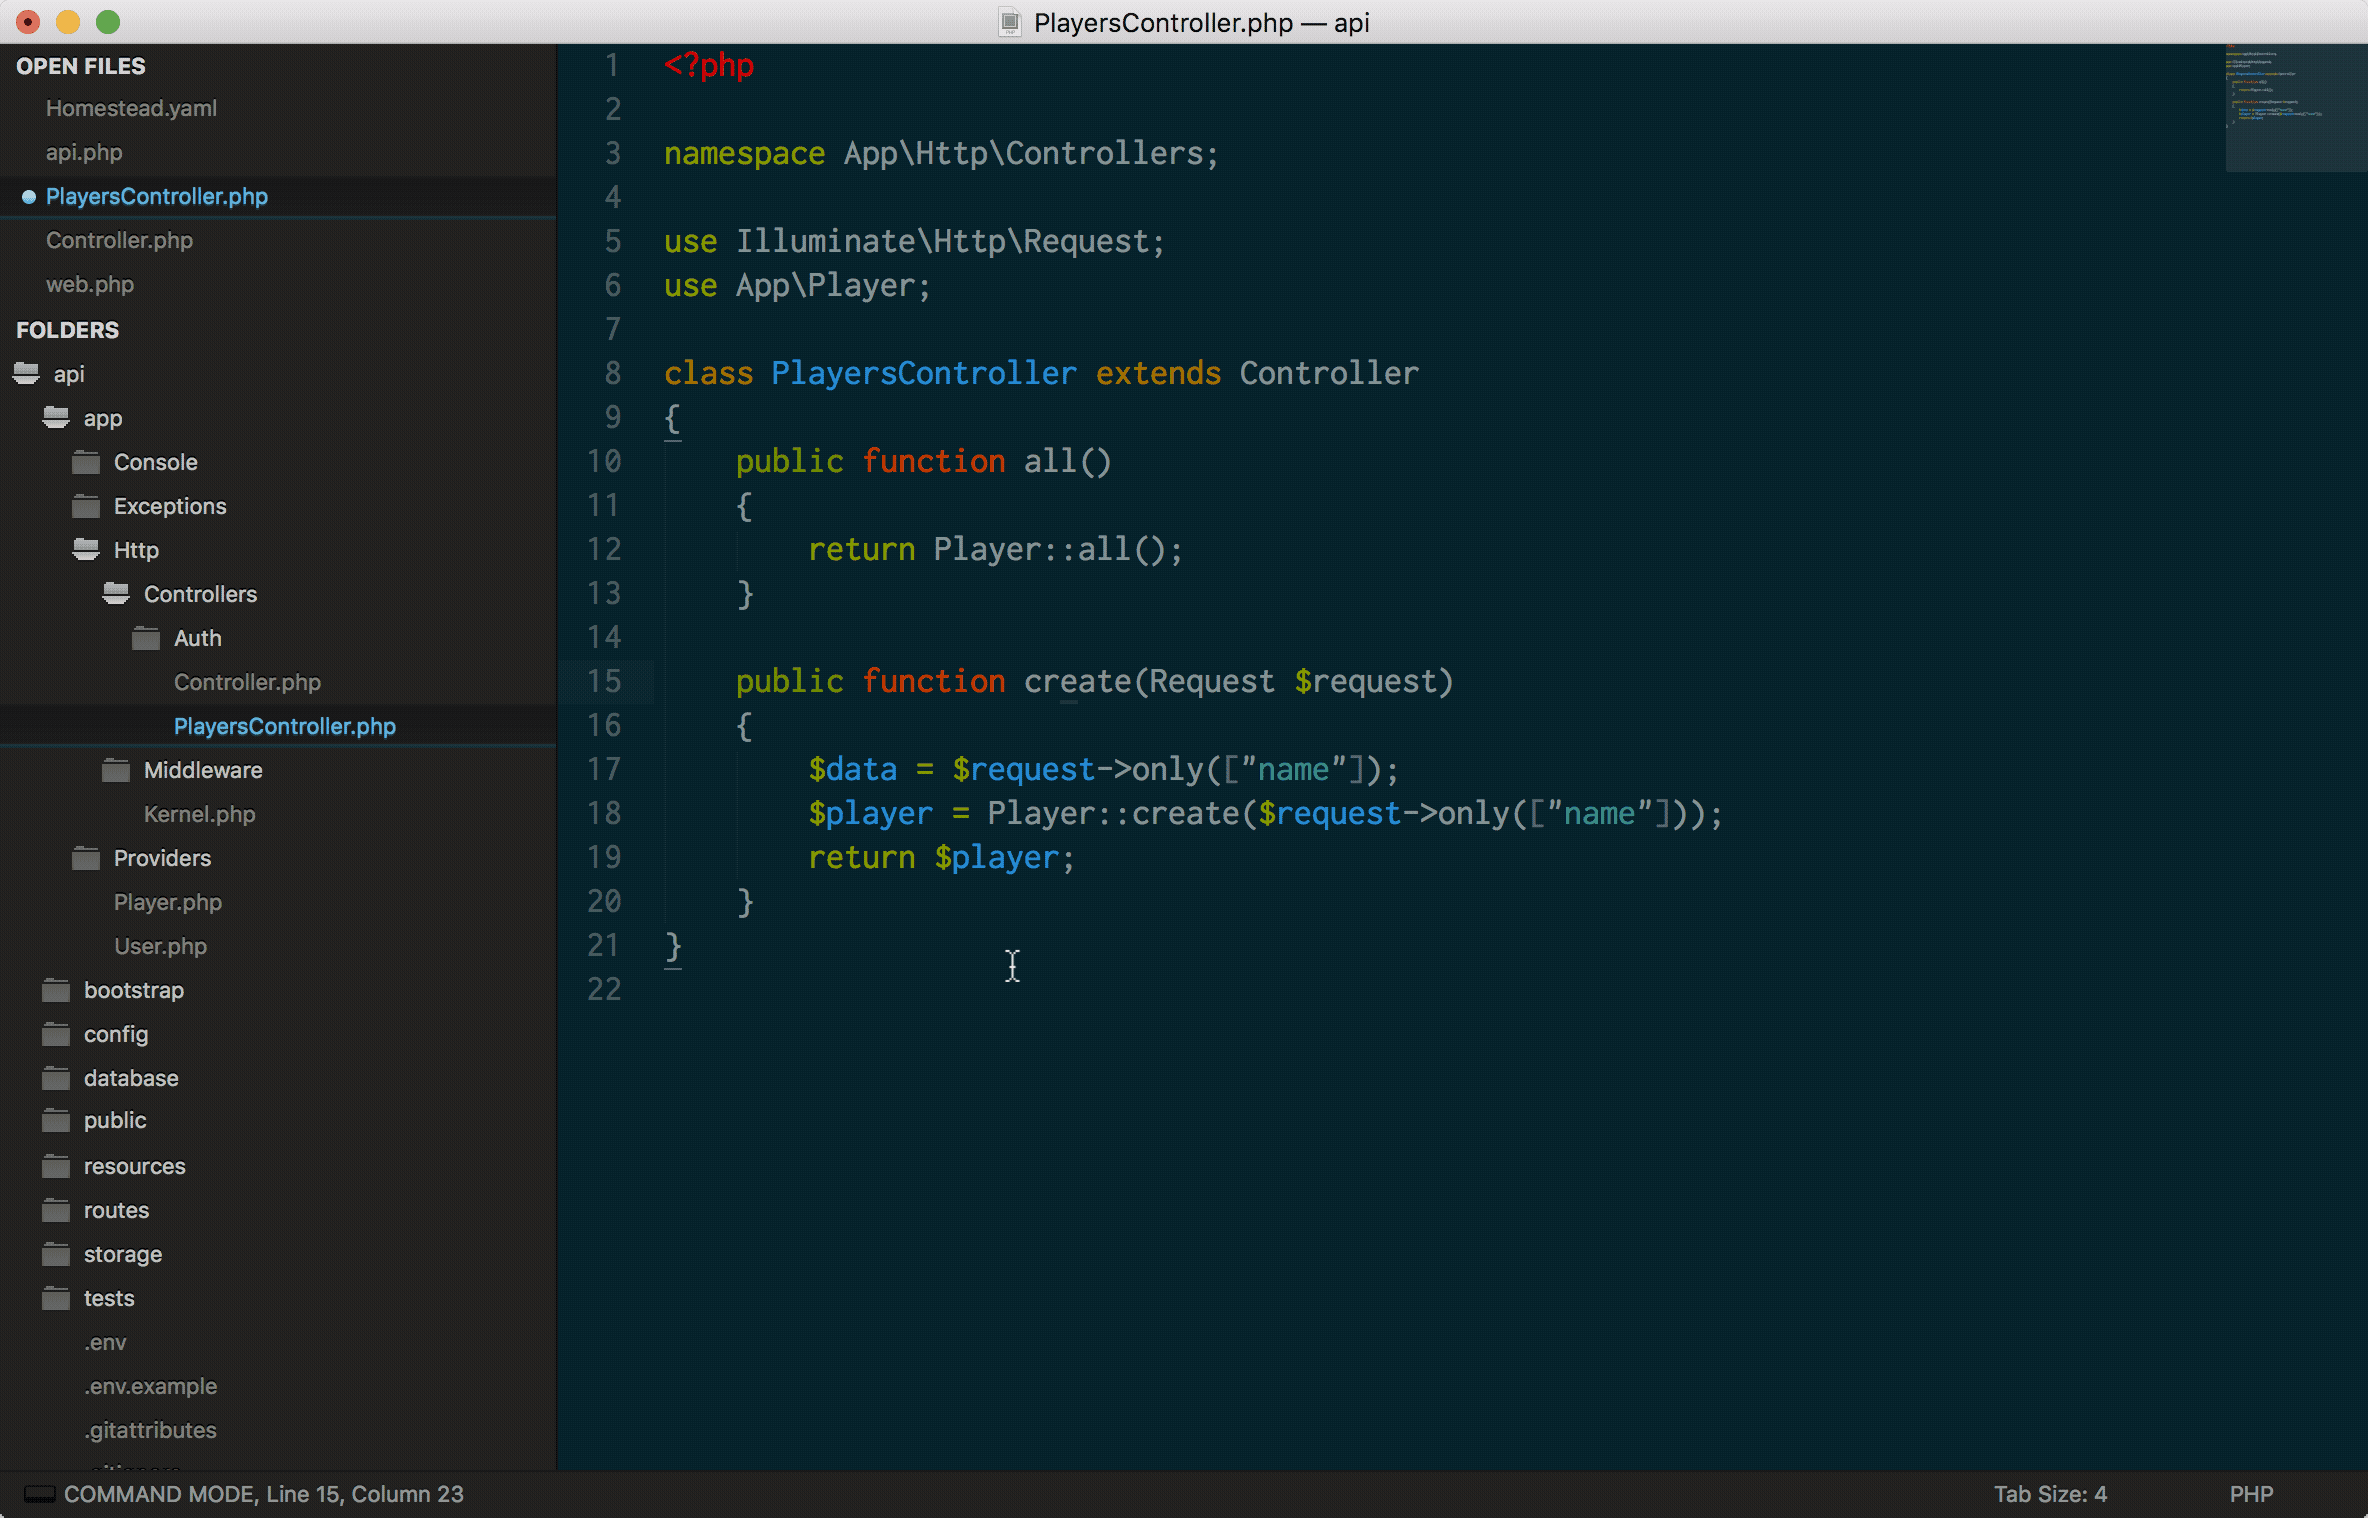 PlayersController.php — api
OPEN FILES
Homestead.yaml
api.php
PlayersController.php
Controller.php
web.php
FOLDERS
api
app
Console
Exceptions
Http
Controllers
Auth
Controller.php
PlayersController.php
Middleware
Kernel.php
Providers
Player.php
User.php
bootstrap
config
database
public
resources
routes
storage
tests
.env
.env.example
.gitattributes
1 <?php
2
3 namespace App\Http\Controllers;
4
5 use Illuminate\Http\Request;
6 use App\Player;
7
8 class PlayersController extends Controller
9 {
10 public function all()
11 {
12 return Player::all();
13 }
14
15 public function create(Request $request)
16 {
17 $data = $request->only(["name"]);
18 $player = Player::create($request->only(["name"]));
19 return $player;
20 }
21 }
22
COMMAND MODE, Line 15, Column 23
Tab Size: 4
PHP